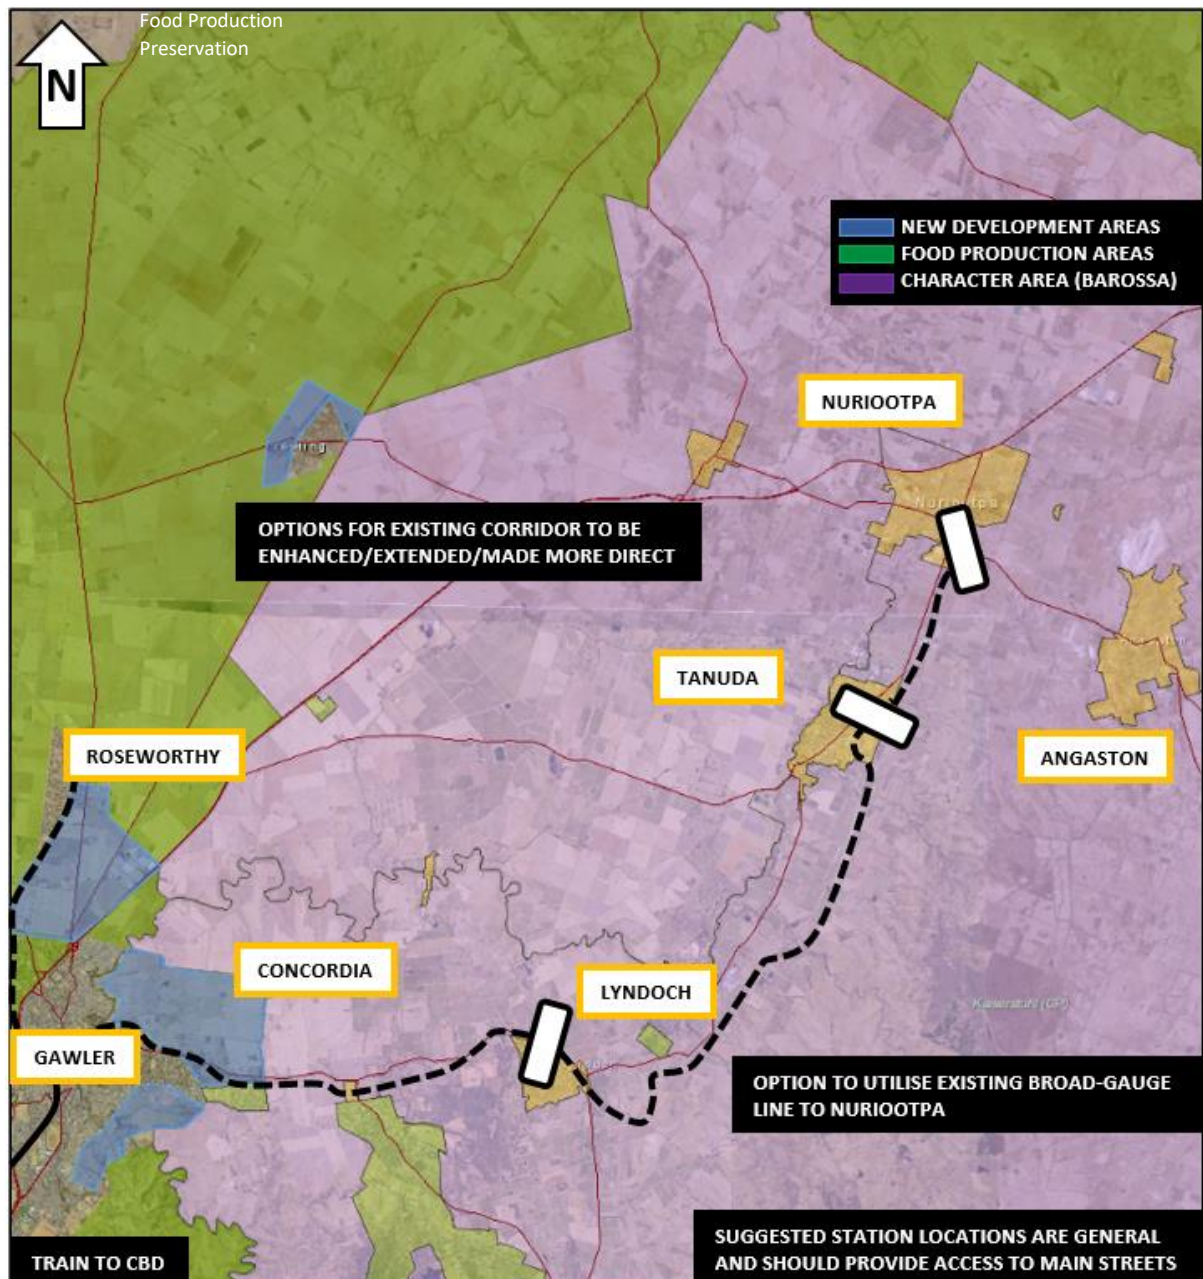 Food Production
Preservation
N
NEW DEVELOPMENT AREAS
FOOD PRODUCTION AREAS
CHARACTER AREA (BAROSSA)
NURIOOTPA
Nuriootpa
OPTIONS FOR EXISTING CORRIDOR TO BE
ENHANCED/EXTENDED/MADE MORE DIRECT
TANUDA
ROSEWORTHY
ANGASTON
CONCORDIA
LYNDOCH
GAWLER
OPTION TO UTILISE EXISTING BROAD-GAUGE
LINE TO NURIOOTPA
SUGGESTED STATION LOCATIONS ARE GENERAL
AND SHOULD PROVIDE ACCESS TO MAIN STREETS
TRAIN TO CBD